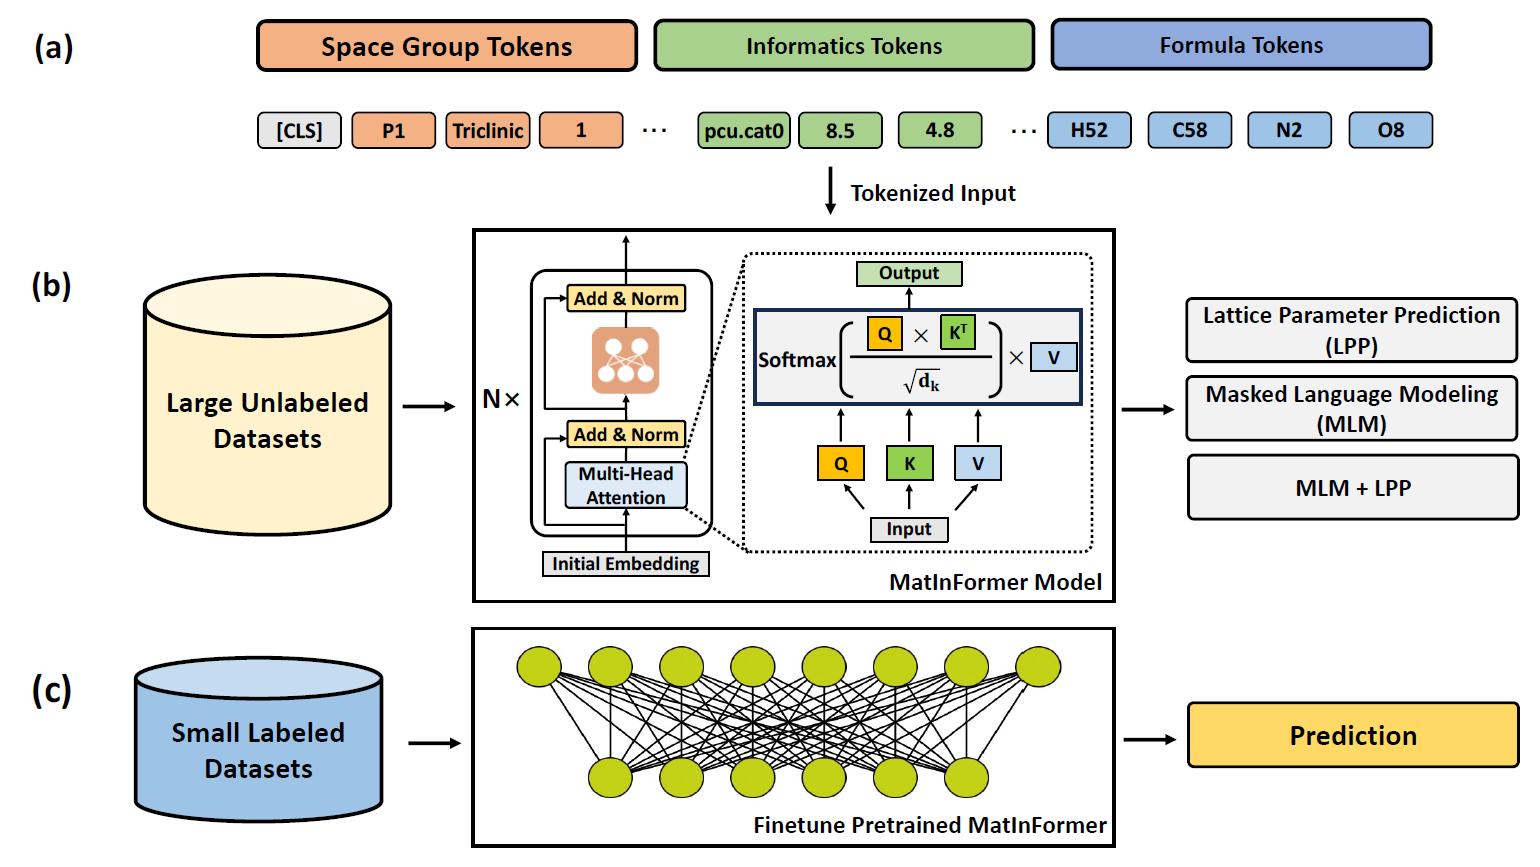 (a)
Space Group Tokens
Informatics Tokens
Formula Tokens
[CLS] P1 Triclinic 1 ... pcu.cat0 8.5 4.8 ... H52 C58 N2 O8
Tokenized Input
(b)
Large Unlabeled
Datasets
N×
Add & Norm
Add & Norm
Multi-Head
Attention
Initial Embedding
Output
Softmax ( Q × Kᵀ / √dₖ ) × V
Q K V
Input
MatInFormer Model
Lattice Parameter Prediction
(LPP)
Masked Language Modeling
(MLM)
MLM + LPP
(c)
Small Labeled
Datasets
Finetune Pretrained MatInFormer
Prediction